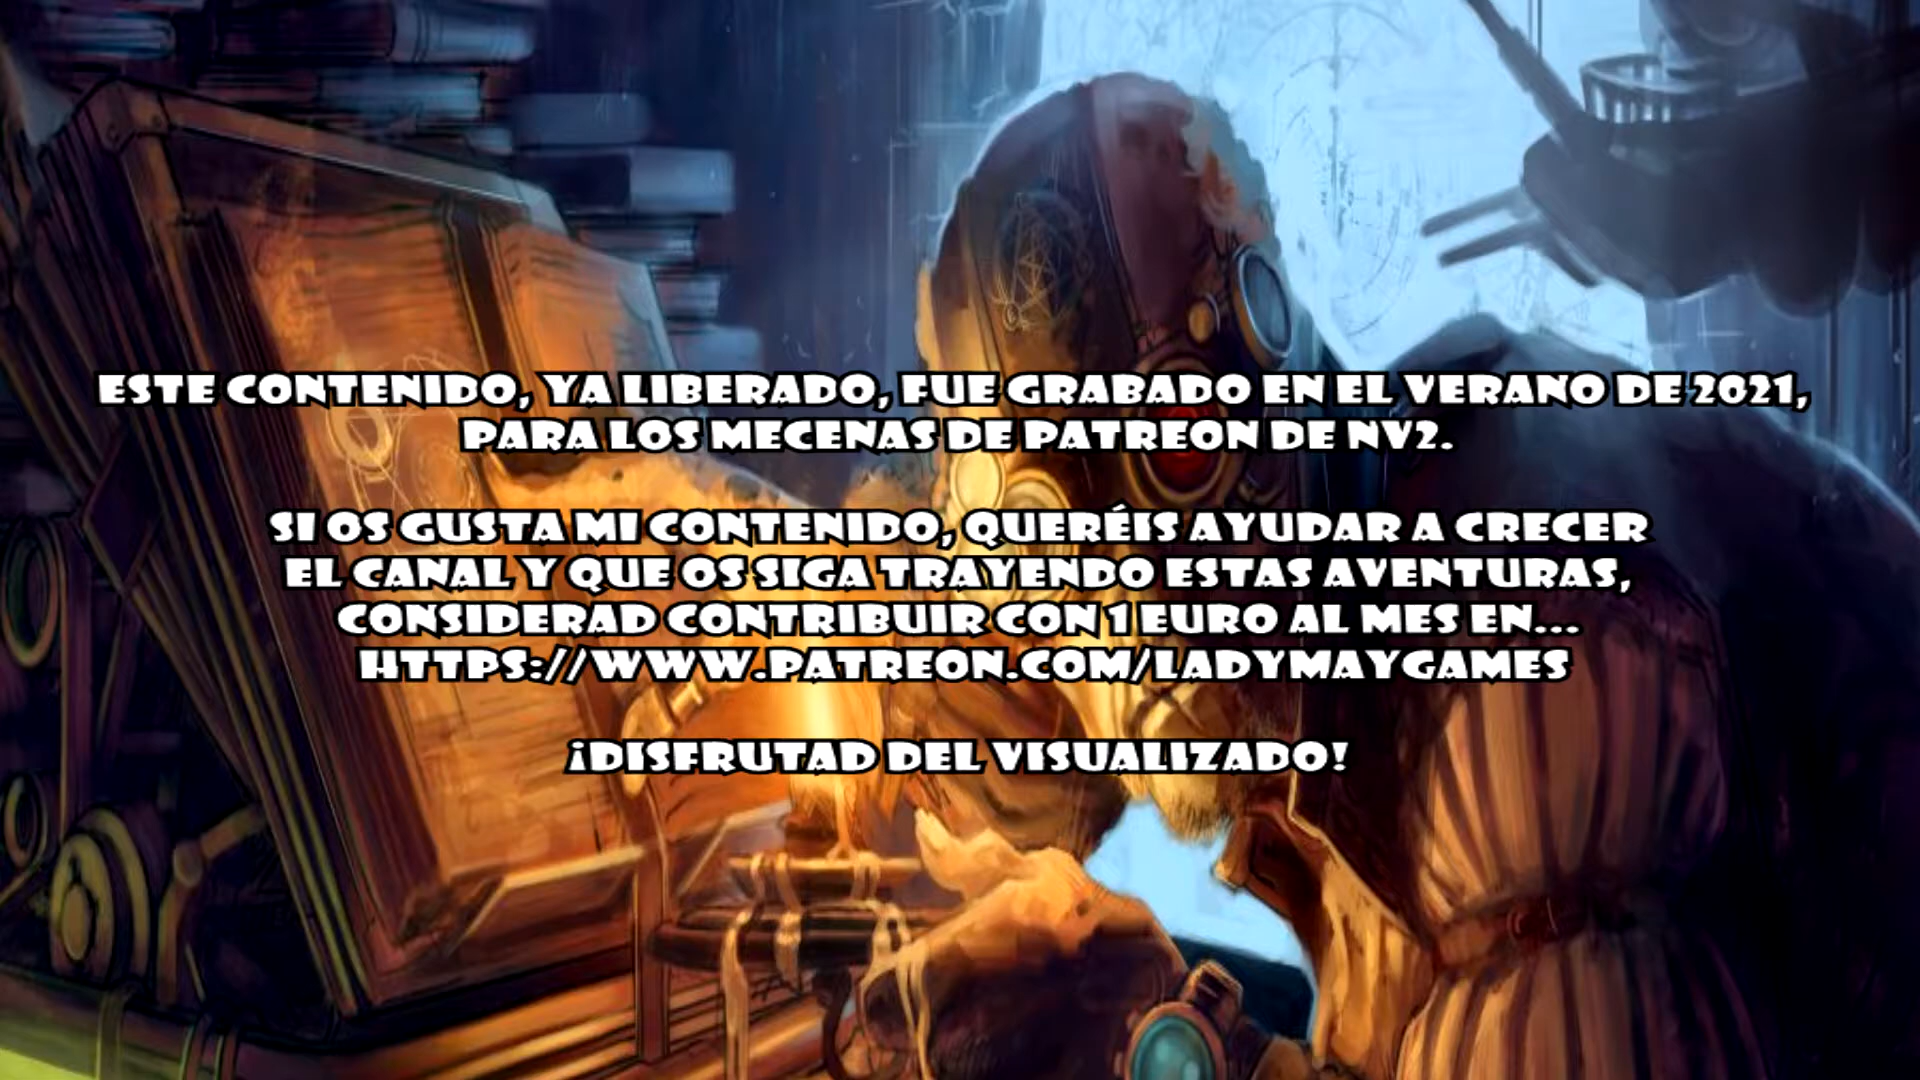 ESTE CONTENIDO, YA LIBERADO, FUE GRABADO EN EL VERANO DE 2021,
PARA LOS MECENAS DE PATREON DE NV2.
SI OS GUSTA MI CONTENIDO, QUERÉIS AYUDAR A CRECER
EL CANAL Y QUE OS SIGA TRAYENDO ESTAS AVENTURAS,
CONSIDERAD CONTRIBUIR CON 1 EURO AL MES EN...
HTTPS://WWW.PATREON.COM/LADYMAYGAMES
¡DISFRUTAD DEL VISUALIZADO!